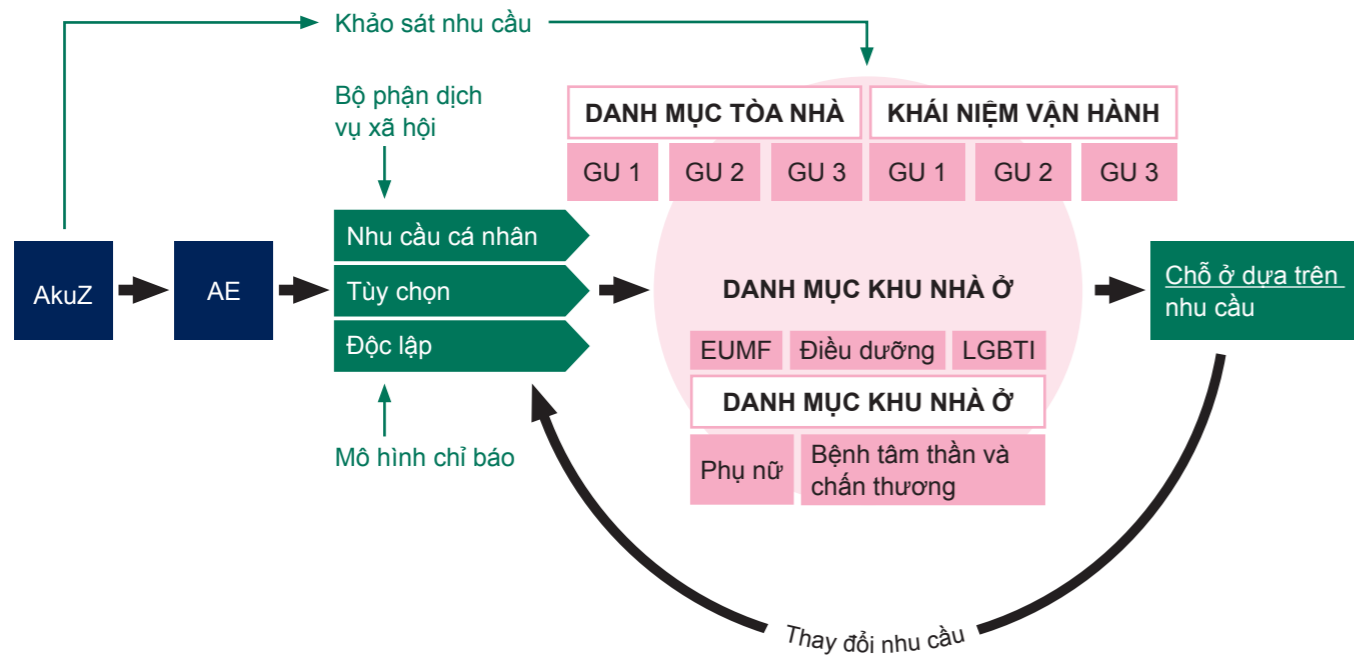 Khảo sát nhu cầu
Bộ phận dịch
vụ xã hội
DANH MỤC TÒA NHÀ
KHÁI NIỆM VẬN HÀNH
GU 1
GU 2
GU 3
GU 1
GU 2
GU 3
AkuZ
AE
Nhu cầu cá nhân
Tùy chọn
Độc lập
DANH MỤC KHU NHÀ Ở
Chỗ ở dựa trên
nhu cầu
EUMF
Điều dưỡng
LGBTI
DANH MỤC KHU NHÀ Ở
Mô hình chỉ báo
Phụ nữ
Bệnh tâm thần và
chấn thương
Thay đổi nhu cầu